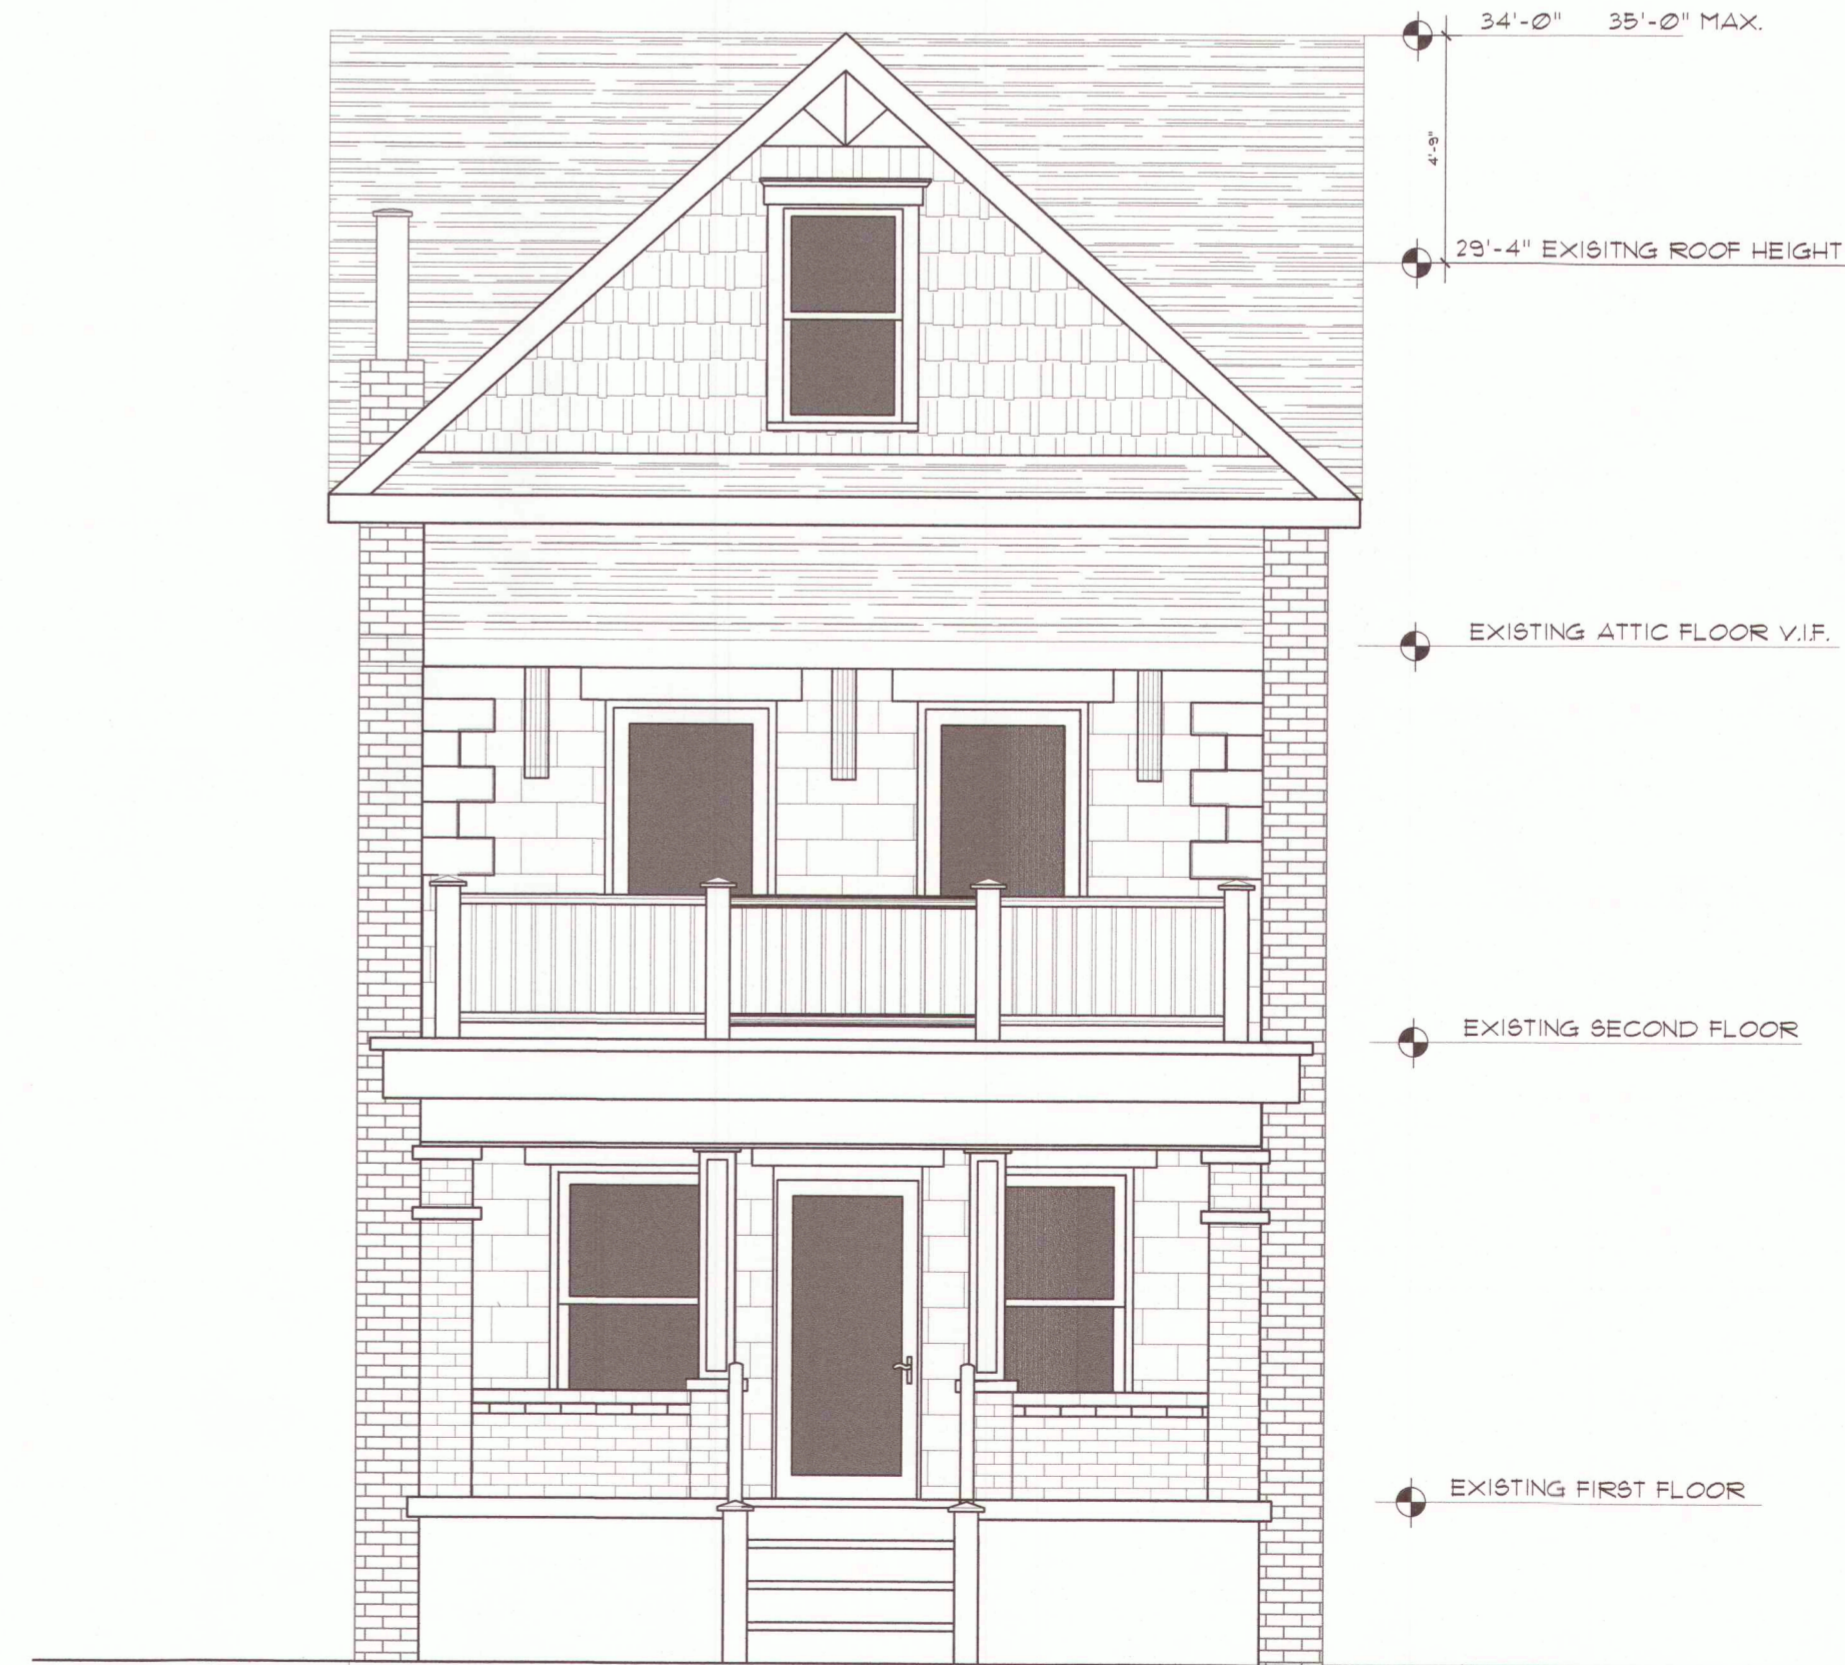 34'-0" 35'-0" MAX.
4'-9"
29'-4" EXISITNG ROOF HEIGHT
EXISTING ATTIC FLOOR V.I.F.
EXISTING SECOND FLOOR
EXISTING FIRST FLOOR